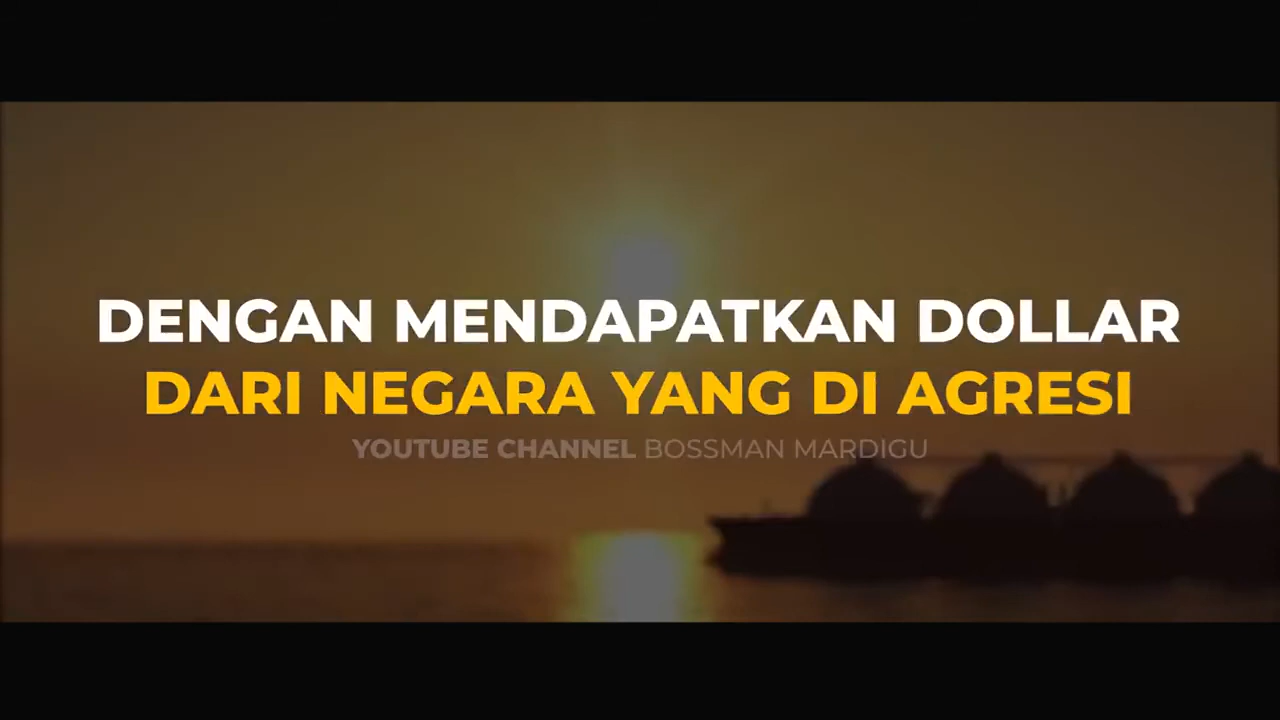 DENGAN MENDAPATKAN DOLLAR
DARI NEGARA YANG DI AGRESI
YOUTUBE CHANNEL BOSSMAN MARDIGU